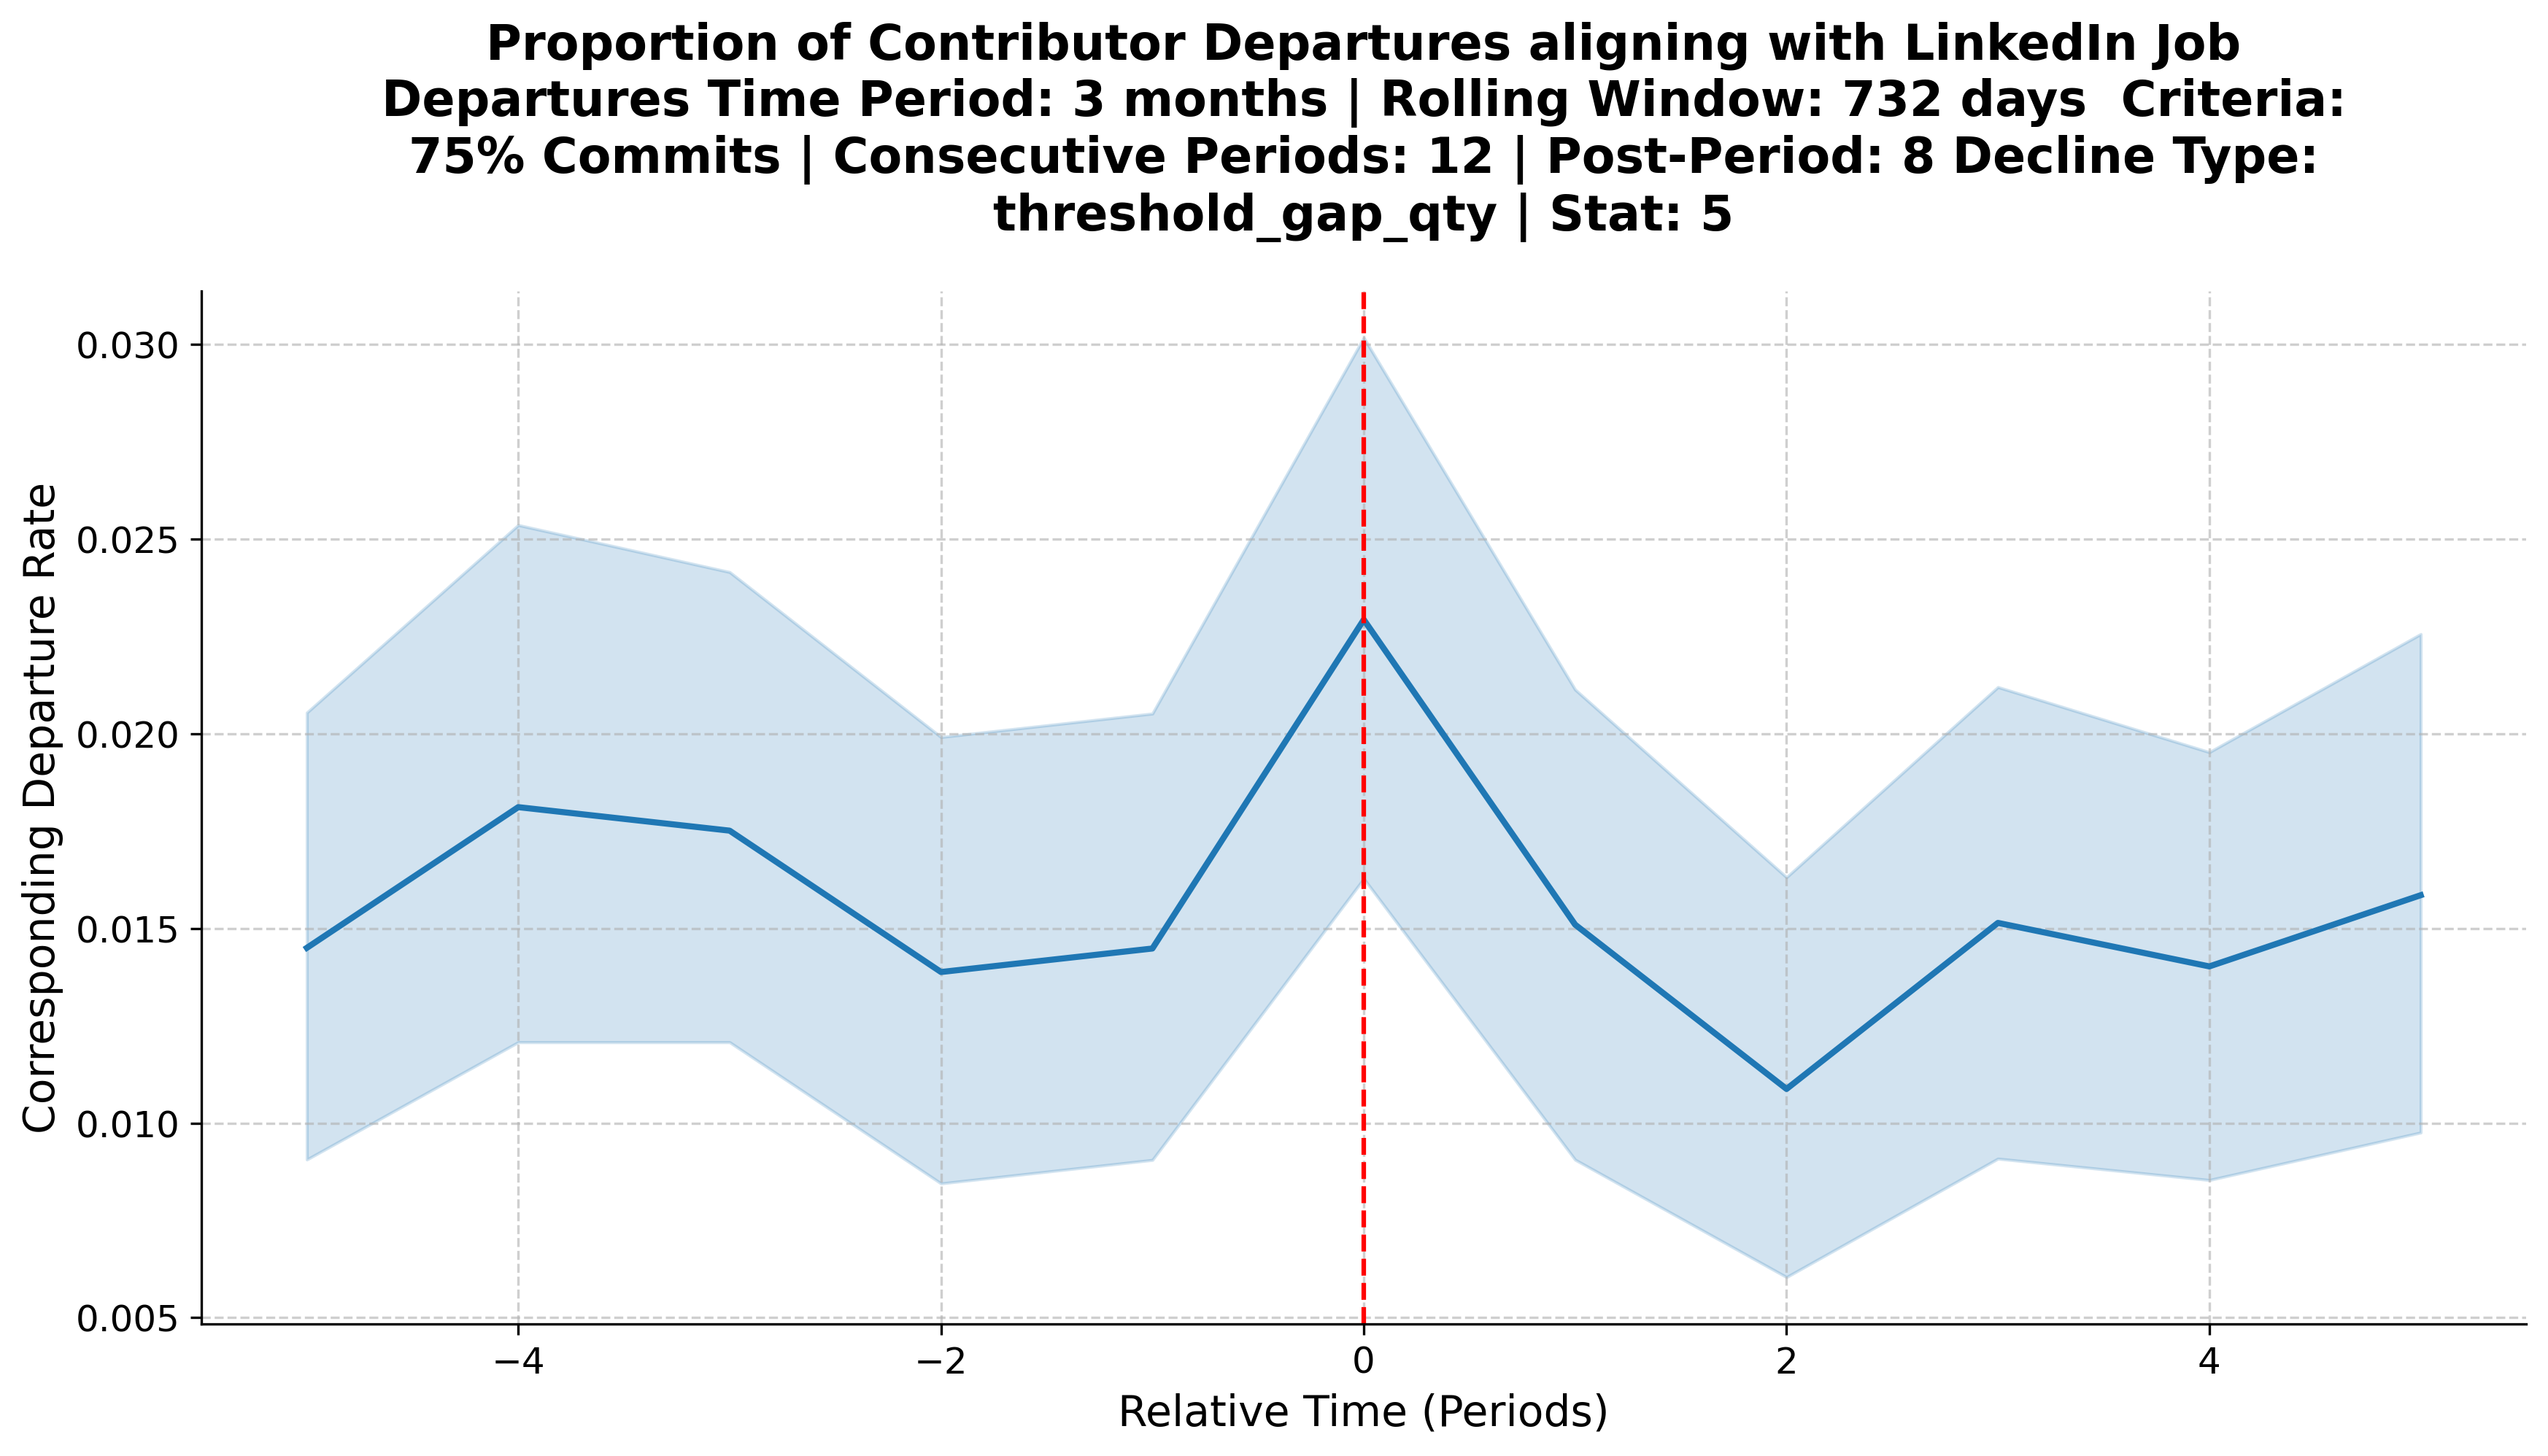 Proportion of Contributor Departures aligning with LinkedIn Job
Departures Time Period: 3 months | Rolling Window: 732 days  Criteria:
75% Commits | Consecutive Periods: 12 | Post-Period: 8 Decline Type:
threshold_gap_qty | Stat: 5
Corresponding Departure Rate
0.030
0.025
0.020
0.015
0.010
0.005
−4
−2
0
2
4
Relative Time (Periods)